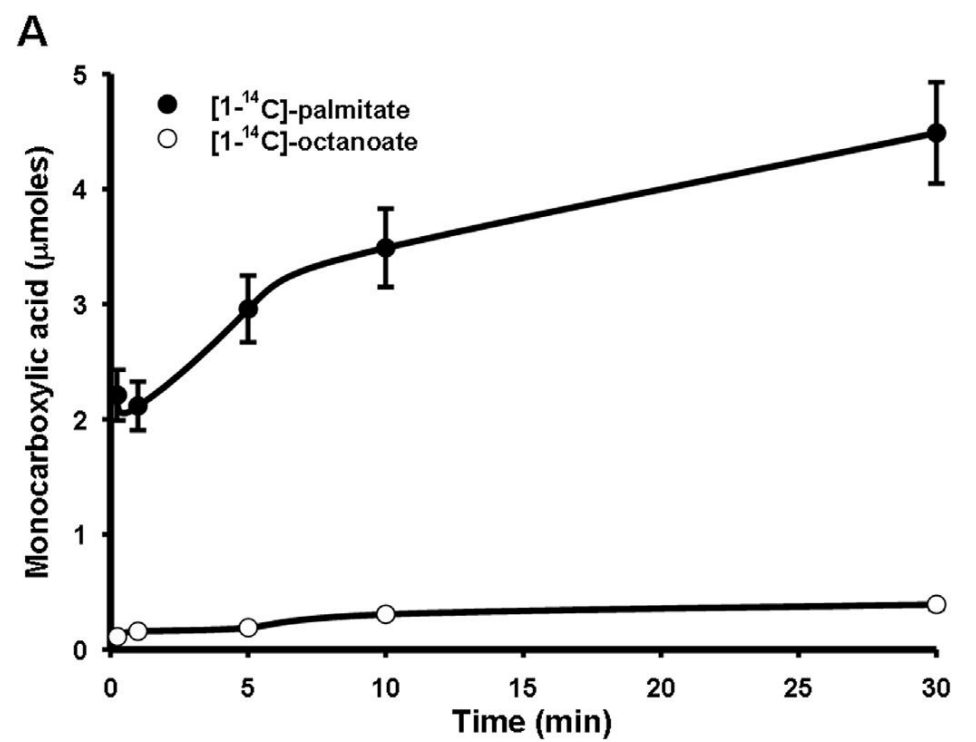 A
5
[1-¹⁴C]-palmitate
[1-¹⁴C]-octanoate
4
3
2
1
0
Monocarboxylic acid (μmoles)
0 5 10 15 20 25 30
Time (min)